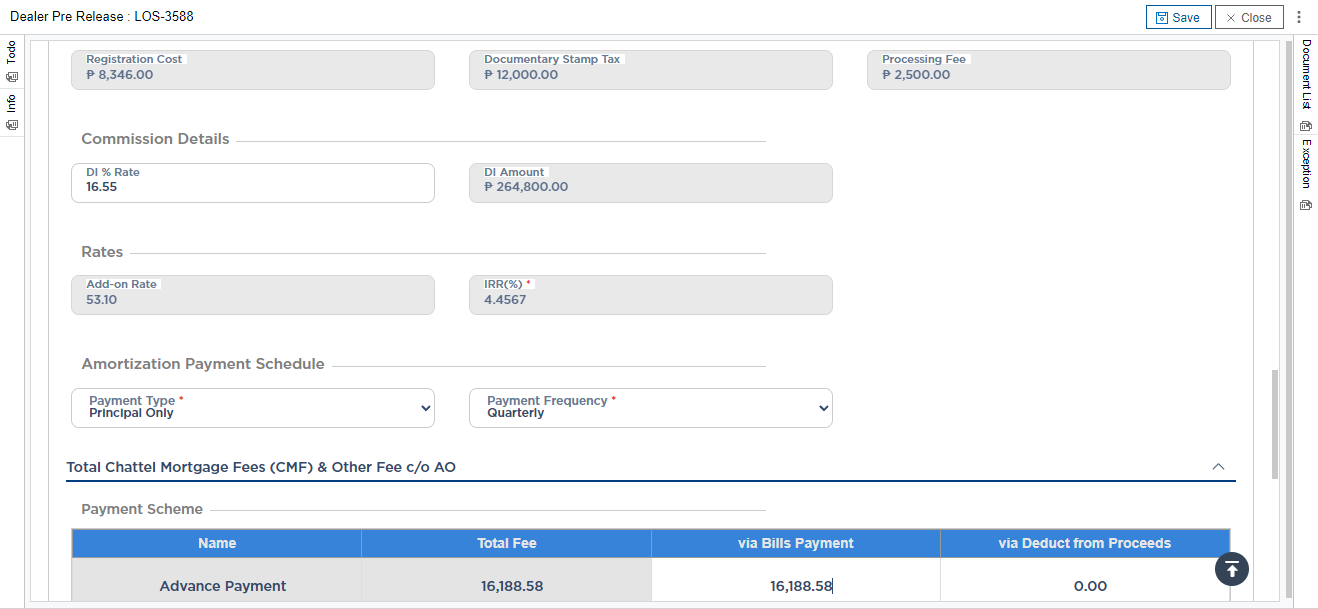 Dealer Pre Release : LOS-3588
Save
Close
Todo
Info
Document List
Exception
Registration Cost
₱ 8,346.00
Documentary Stamp Tax
₱ 12,000.00
Processing Fee
₱ 2,500.00
Commission Details
DI % Rate
16.55
DI Amount
₱ 264,800.00
Rates
Add-on Rate
53.10
IRR(%) *
4.4567
Amortization Payment Schedule
Payment Type *
Principal Only
Payment Frequency *
Quarterly
Total Chattel Mortgage Fees (CMF) & Other Fee c/o AO
Payment Scheme
Name Total Fee via Bills Payment via Deduct from Proceeds
Advance Payment 16,188.58 16,188.58 0.00